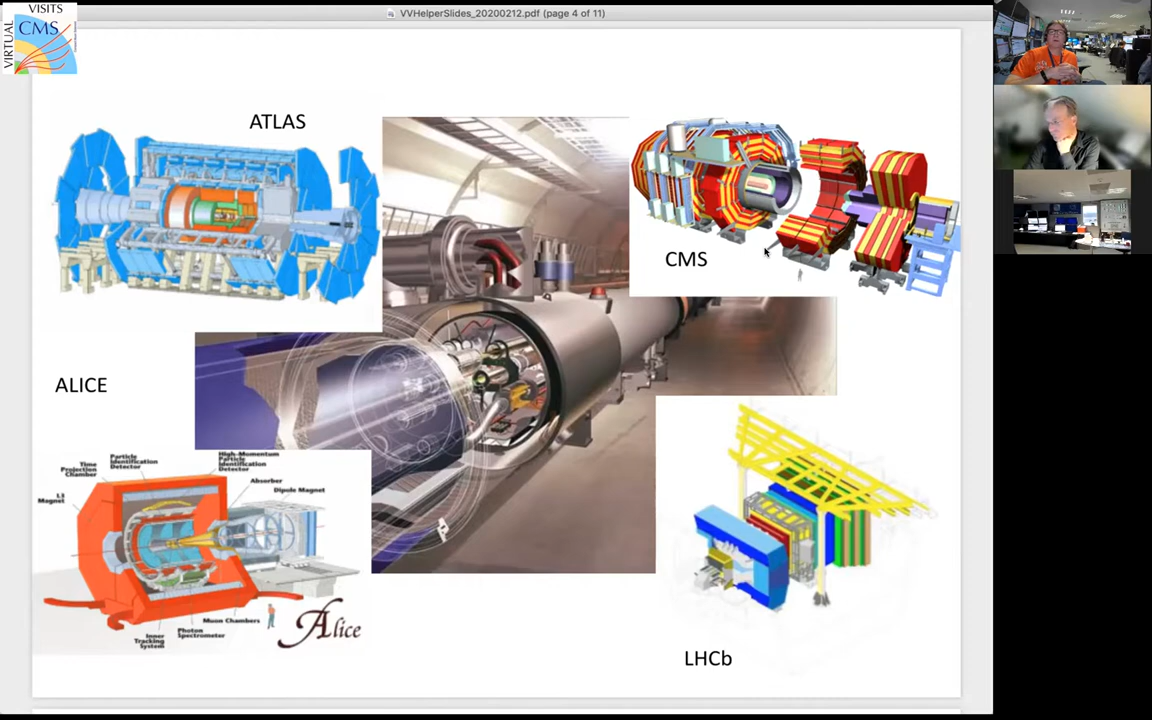 VVHelperSlides_20200212.pdf (page 4 of 11)
VISITS
VIRTUAL
CMS
ATLAS
CMS
ALICE
High-Momentum
Particle
Identification
Detector
Particle
Identification
Detector
Time
Projection
Chamber
Absorber
L3
Magnet
Dipole Magnet
Muon Chambers
Photon
Spectrometer
Inner
Tracking
System
Alice
LHCb